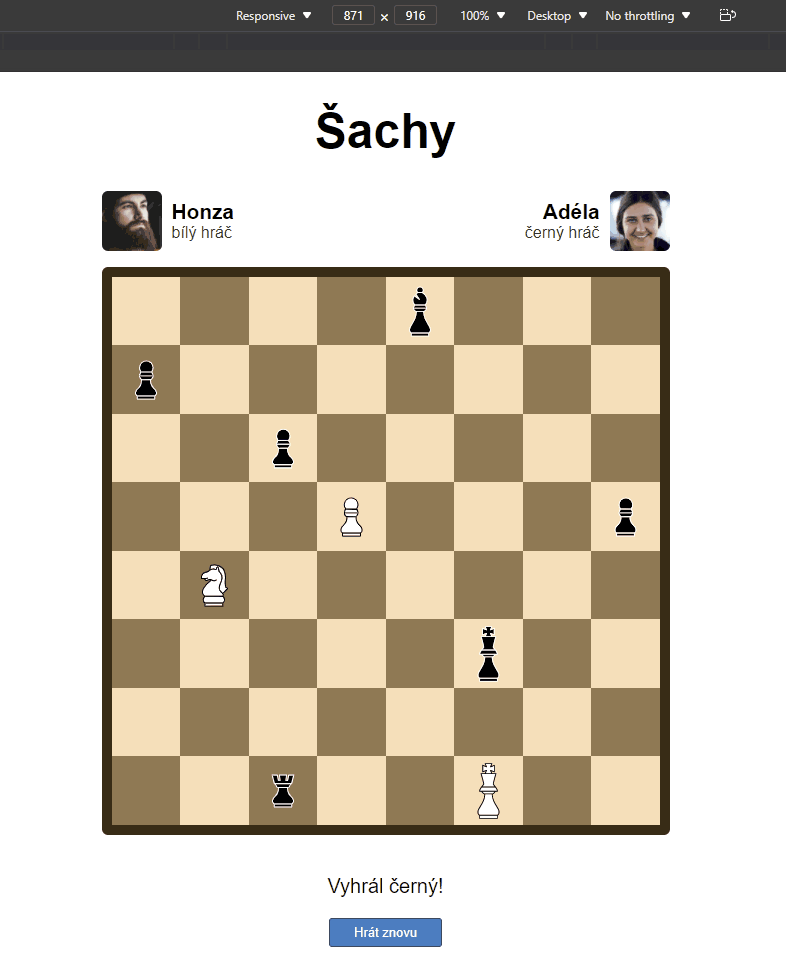 Responsive 871 × 916 100% Desktop No throttling
Šachy
Honza
bílý hráč
Adéla
černý hráč
Vyhrál černý!
Hrát znovu